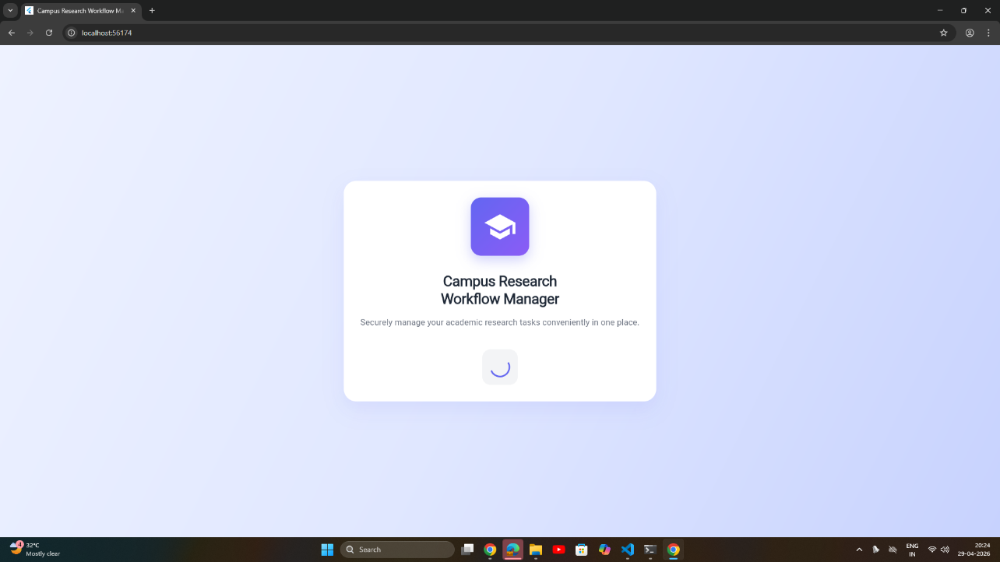 Campus Research Workflow Ma
localhost:56174
Campus Research
Workflow Manager
Securely manage your academic research tasks conveniently in one place.
4
32°C
Mostly clear
Search
ENG
IN
20:24
29-04-2026